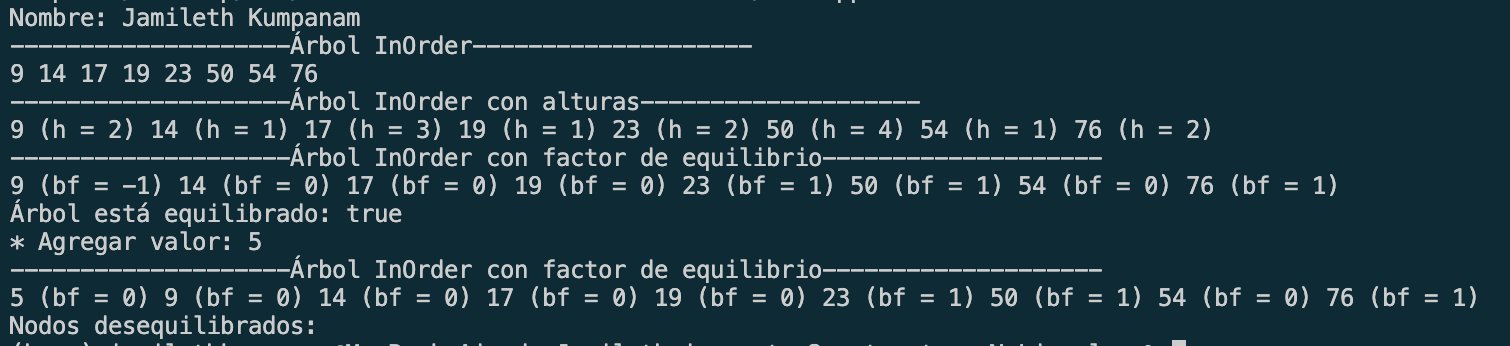 Nombre: Jamileth Kumpanam
--------------------Árbol InOrder--------------------
9 14 17 19 23 50 54 76
--------------------Árbol InOrder con alturas--------------------
9 (h = 2) 14 (h = 1) 17 (h = 3) 19 (h = 1) 23 (h = 2) 50 (h = 4) 54 (h = 1) 76 (h = 2)
--------------------Árbol InOrder con factor de equilibrio--------------------
9 (bf = -1) 14 (bf = 0) 17 (bf = 0) 19 (bf = 0) 23 (bf = 1) 50 (bf = 1) 54 (bf = 0) 76 (bf = 1)
Árbol está equilibrado: true
* Agregar valor: 5
--------------------Árbol InOrder con factor de equilibrio--------------------
5 (bf = 0) 9 (bf = 0) 14 (bf = 0) 17 (bf = 0) 19 (bf = 0) 23 (bf = 1) 50 (bf = 1) 54 (bf = 0) 76 (bf = 1)
Nodos desequilibrados: